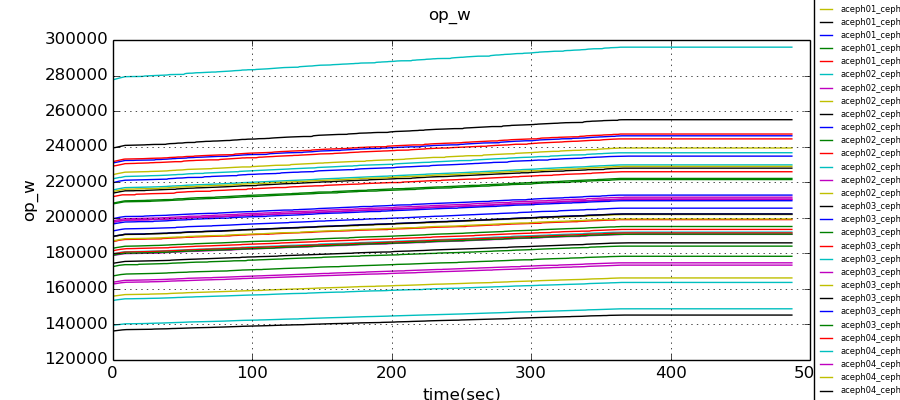 op_w
300000
280000
260000
240000
220000
200000
180000
160000
140000
120000
op_w
0
100
200
300
400
50
time(sec)
aceph01_ceph
aceph01_ceph
aceph01_ceph
aceph01_ceph
aceph01_ceph
aceph02_ceph
aceph02_ceph
aceph02_ceph
aceph02_ceph
aceph02_ceph
aceph02_ceph
aceph02_ceph
aceph02_ceph
aceph02_ceph
aceph03_ceph
aceph03_ceph
aceph03_ceph
aceph03_ceph
aceph03_ceph
aceph03_ceph
aceph03_ceph
aceph03_ceph
aceph03_ceph
aceph03_ceph
aceph04_ceph
aceph04_ceph
aceph04_ceph
aceph04_ceph
aceph04_ceph